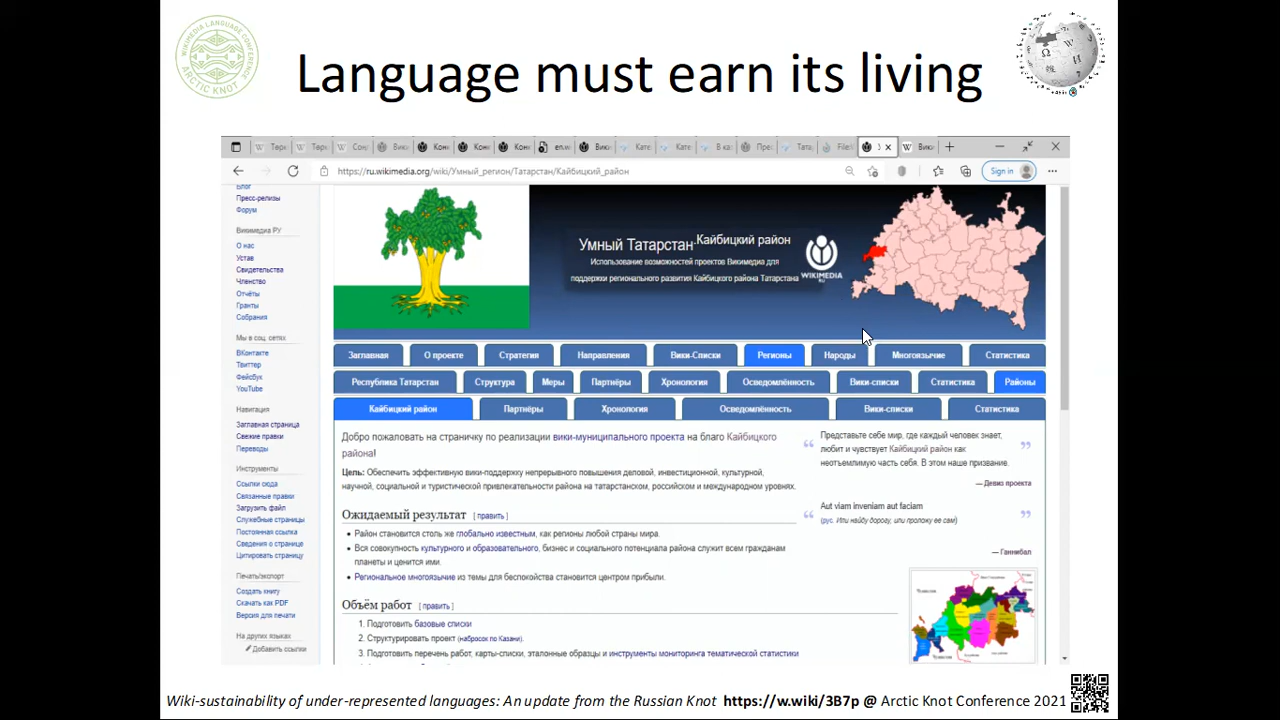 WIKIMEDIA LANGUAGE CONFERENCE
ARCTIC KNOT
Language must earn its living
https://ru.wikimedia.org/wiki/Умный_регион/Татарстан/Кайбицкий_район
Sign in
Блог
Пресс-релизы
Форум
Викимедиа РУ
О нас
Устав
Свидетельства
Членство
Отчёты
Гранты
Собрания
Мы в соц. сетях
ВКонтакте
Твиттер
Фейсбук
YouTube
Навигация
Заглавная страница
Свежие правки
Переводы
Инструменты
Ссылки сюда
Связанные правки
Загрузить файл
Служебные страницы
Постоянная ссылка
Сведения о странице
Цитировать страницу
Печать/экспорт
Создать книгу
Скачать как PDF
Версия для печати
На других языках
Добавить ссылки
Умный Татарстан.Кайбицкий район
Использование возможностей проектов Викимедиа для
поддержки регионального развития Кайбицкого района Татарстана
WIKIMEDIA
RU
Заглавная О проекте Стратегия Направления Вики-Списки Регионы Народы Многоязычие Статистика
Республика Татарстан Структура Меры Партнёры Хронология Осведомлённость Вики-списки Статистика Районы
Кайбицкий район Партнёры Хронология Осведомлённость Вики-списки Статистика
Добро пожаловать на страничку по реализации вики-муниципального проекта на благо Кайбицкого
района!
Цель: Обеспечить эффективную вики-поддержку непрерывного повышения деловой, инвестиционной, культурной,
научной, социальной и туристической привлекательности района на татарстанском, российском и международном уровнях.
Ожидаемый результат [ править ]
Район становится столь же глобально известным, как регионы любой страны мира.
Вся совокупность культурного и образовательного, бизнес и социального потенциала района служит всем гражданам
планеты и ценится ими.
Региональное многоязычие из темы для беспокойства становится центром прибыли.
Объём работ [ править ]
1. Подготовить базовые списки
2. Структурировать проект (набросок по Казани).
3. Подготовить перечень работ, карты-списки, эталонные образцы и инструменты мониторинга тематической статистики
Представьте себе мир, где каждый человек знает,
любит и чувствует Кайбицкий район как
неотъемлемую часть себя. В этом наше призвание.
— Девиз проекта
Aut viam inveniam aut faciam
(рус. Или найду дорогу, или проложу ее сам)
— Ганнибал
Wiki-sustainability of under-represented languages: An update from the Russian Knot https://w.wiki/3B7p @ Arctic Knot Conference 2021